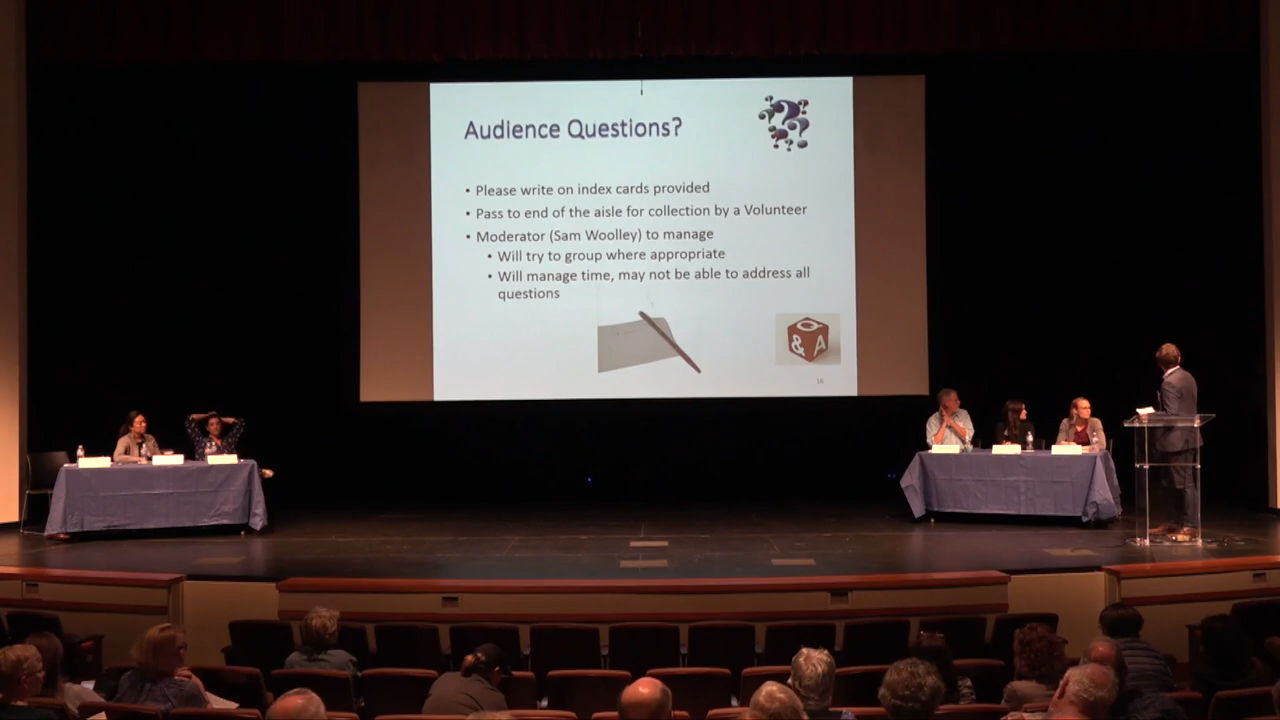 Audience Questions?
• Please write on index cards provided
• Pass to end of the aisle for collection by a Volunteer
• Moderator (Sam Woolley) to manage
• Will try to group where appropriate
• Will manage time, may not be able to address all
questions
Q
& A
16